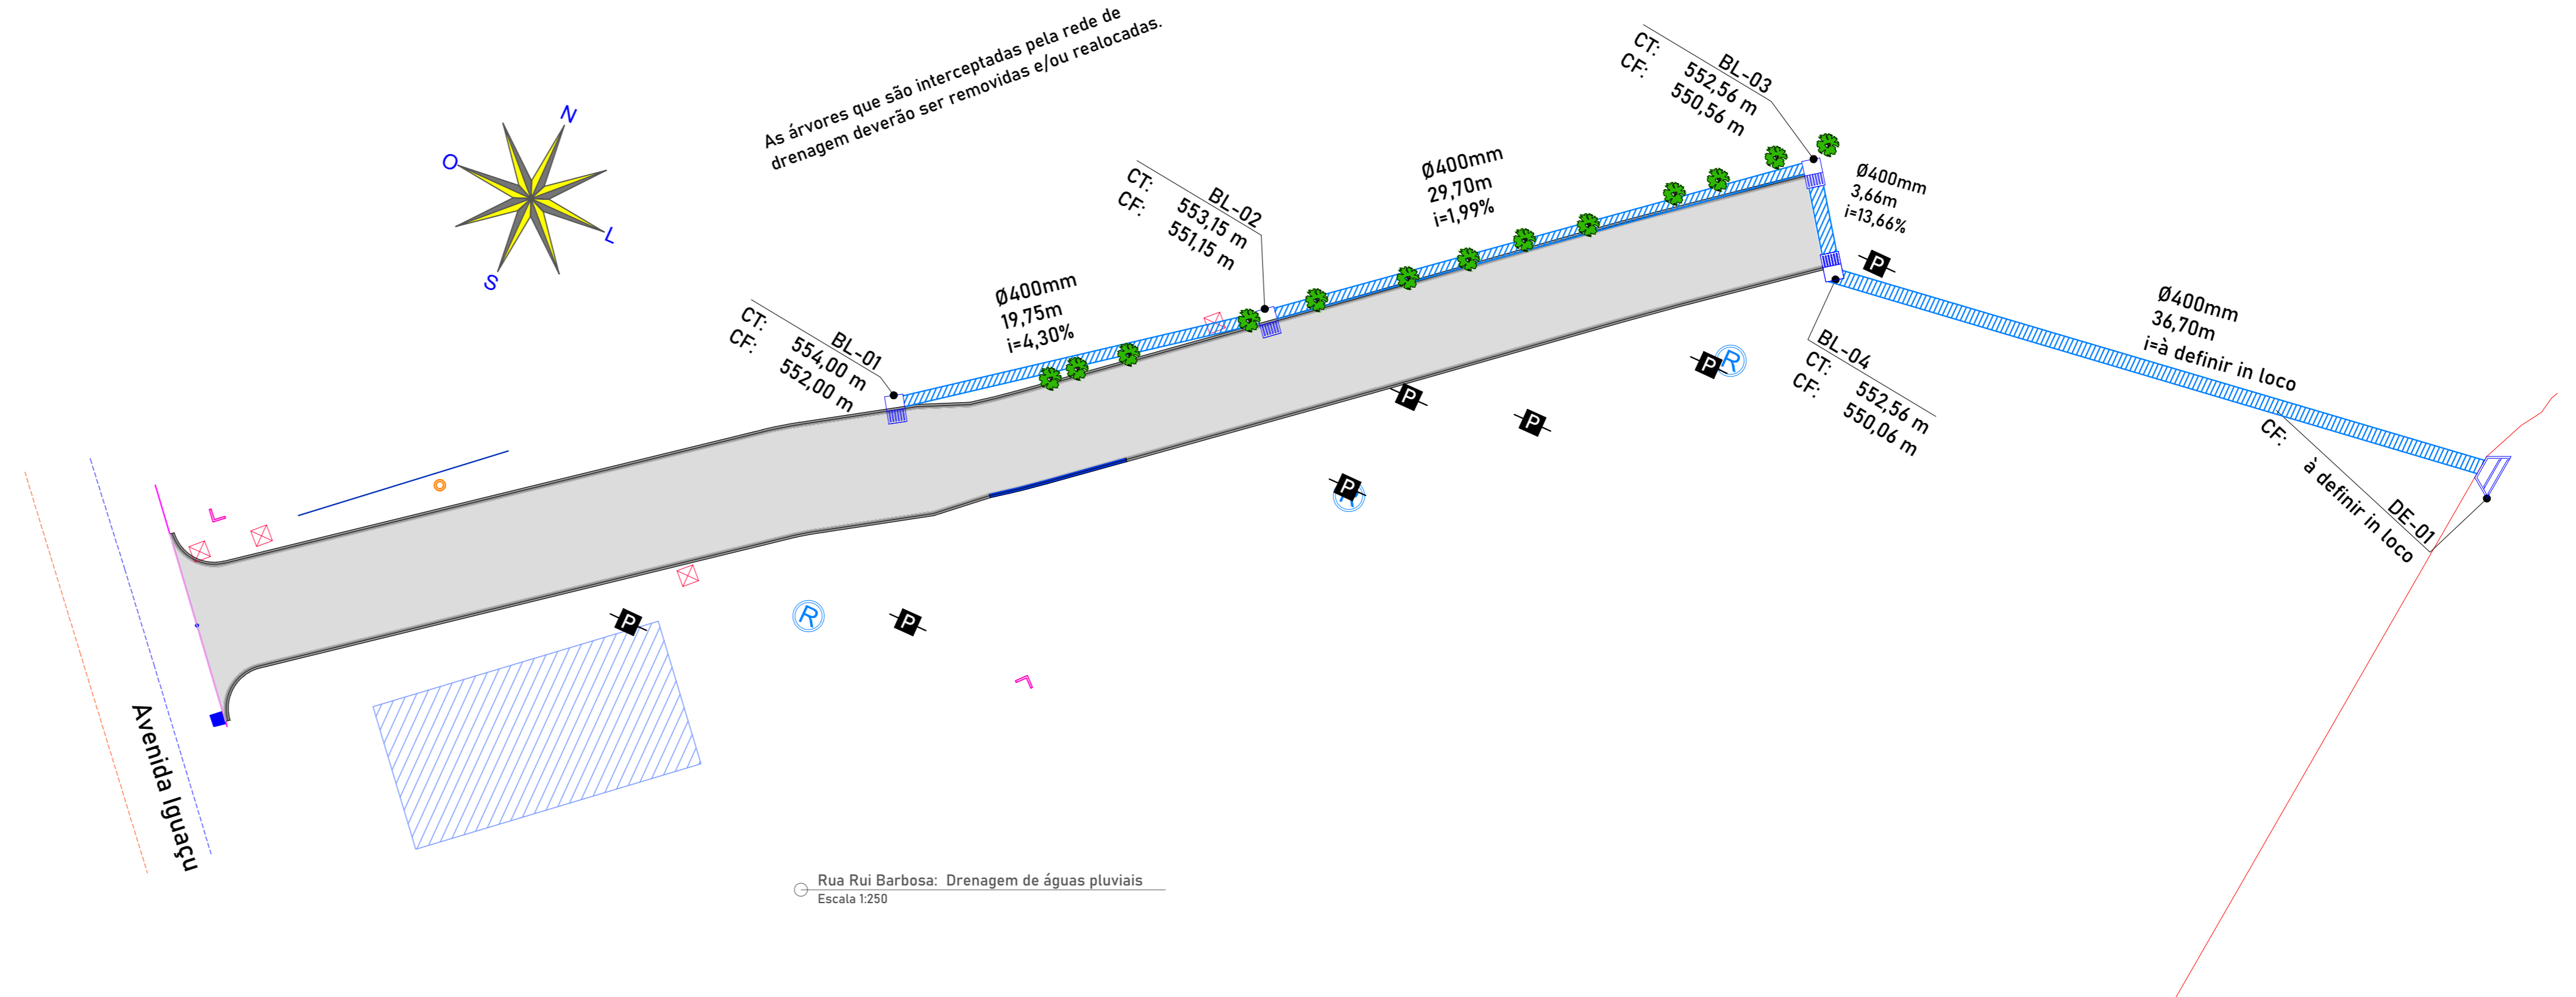 As árvores que são interceptadas pela rede de
drenagem deverão ser removidas e/ou realocadas.
N
O
L
S
BL-01
CT: 554,00 m
CF: 552,00 m
Ø400mm
19,75m
i=4,30%
BL-02
CT: 553,15 m
CF: 551,15 m
Ø400mm
29,70m
i=1,99%
BL-03
CT: 552,56 m
CF: 550,56 m
Ø400mm
3,66m
i=13,66%
BL-04
CT: 552,56 m
CF: 550,06 m
Ø400mm
36,70m
i=à definir in loco
DE-01
CF: à definir in loco
P
P
P
R
P
P
R
P
R
P
Avenida Iguaçu
Rua Rui Barbosa: Drenagem de águas pluviais
Escala 1:250